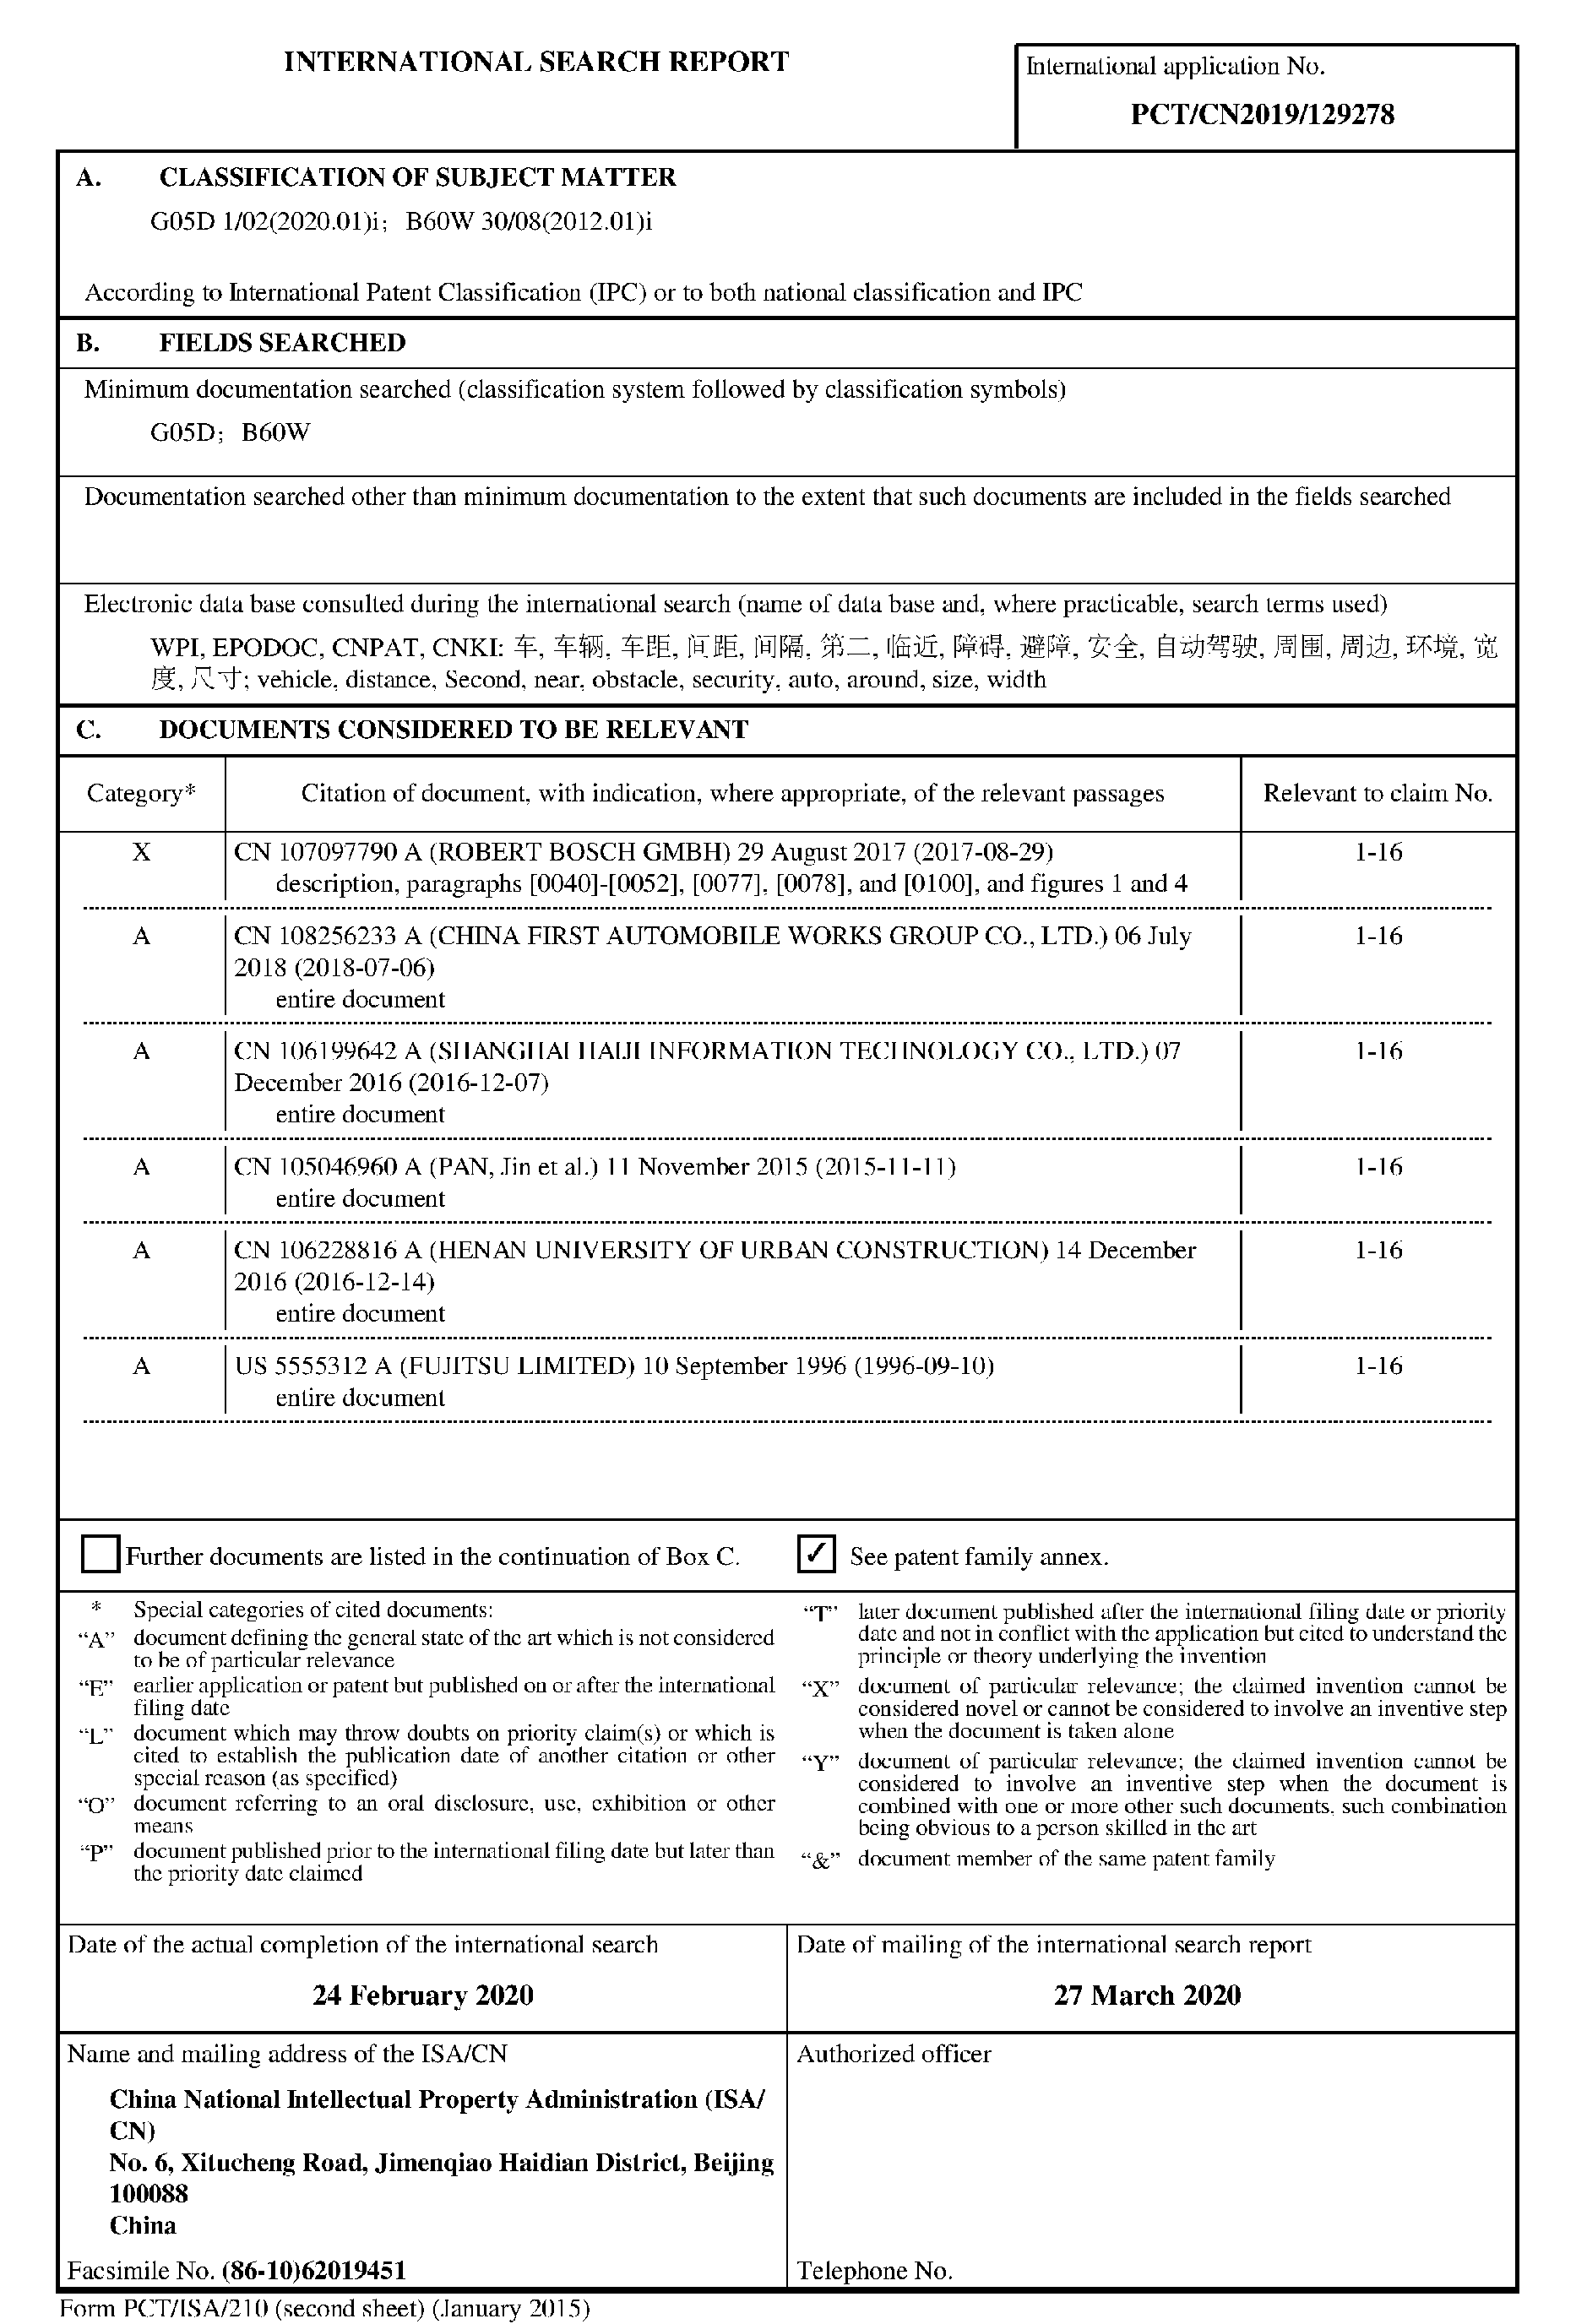 INTERNATIONAL SEARCH REPORT
International application No.
PCT/CN2019/129278
A. CLASSIFICATION OF SUBJECT MATTER
G05D 1/02(2020.01)i; B60W 30/08(2012.01)i
According to International Patent Classification (IPC) or to both national classification and IPC
B. FIELDS SEARCHED
Minimum documentation searched (classification system followed by classification symbols)
G05D; B60W
Documentation searched other than minimum documentation to the extent that such documents are included in the fields searched
Electronic data base consulted during the international search (name of data base and, where practicable, search terms used)
WPI, EPODOC, CNPAT, CNKI: 车, 车辆, 车距, 间距, 间隔, 第二, 临近, 障碍, 避障, 安全, 自动驾驶, 周围, 周边, 环境, 宽
度, 尺寸; vehicle, distance, Second, near, obstacle, security, auto, around, size, width
C. DOCUMENTS CONSIDERED TO BE RELEVANT
Category* Citation of document, with indication, where appropriate, of the relevant passages Relevant to claim No.
X CN 107097790 A (ROBERT BOSCH GMBH) 29 August 2017 (2017-08-29) 1-16
description, paragraphs [0040]-[0052], [0077], [0078], and [0100], and figures 1 and 4
A CN 108256233 A (CHINA FIRST AUTOMOBILE WORKS GROUP CO., LTD.) 06 July 1-16
2018 (2018-07-06)
entire document
A CN 106199642 A (SHANGHAI HAIJI INFORMATION TECHNOLOGY CO., LTD.) 07 1-16
December 2016 (2016-12-07)
entire document
A CN 105046960 A (PAN, Jin et al.) 11 November 2015 (2015-11-11) 1-16
entire document
A CN 106228816 A (HENAN UNIVERSITY OF URBAN CONSTRUCTION) 14 December 1-16
2016 (2016-12-14)
entire document
A US 5555312 A (FUJITSU LIMITED) 10 September 1996 (1996-09-10) 1-16
entire document
Further documents are listed in the continuation of Box C.
✓ See patent family annex.
* Special categories of cited documents:
“A” document defining the general state of the art which is not considered
to be of particular relevance
“E” earlier application or patent but published on or after the international
filing date
“L” document which may throw doubts on priority claim(s) or which is
cited to establish the publication date of another citation or other
special reason (as specified)
“O” document referring to an oral disclosure, use, exhibition or other
means
“P” document published prior to the international filing date but later than
the priority date claimed
“T” later document published after the international filing date or priority
date and not in conflict with the application but cited to understand the
principle or theory underlying the invention
“X” document of particular relevance; the claimed invention cannot be
considered novel or cannot be considered to involve an inventive step
when the document is taken alone
“Y” document of particular relevance; the claimed invention cannot be
considered to involve an inventive step when the document is
combined with one or more other such documents, such combination
being obvious to a person skilled in the art
“&” document member of the same patent family
Date of the actual completion of the international search
24 February 2020
Date of mailing of the international search report
27 March 2020
Name and mailing address of the ISA/CN
China National Intellectual Property Administration (ISA/
CN)
No. 6, Xitucheng Road, Jimenqiao Haidian District, Beijing
100088
China
Facsimile No. (86-10)62019451
Authorized officer
Telephone No.
Form PCT/ISA/210 (second sheet) (January 2015)